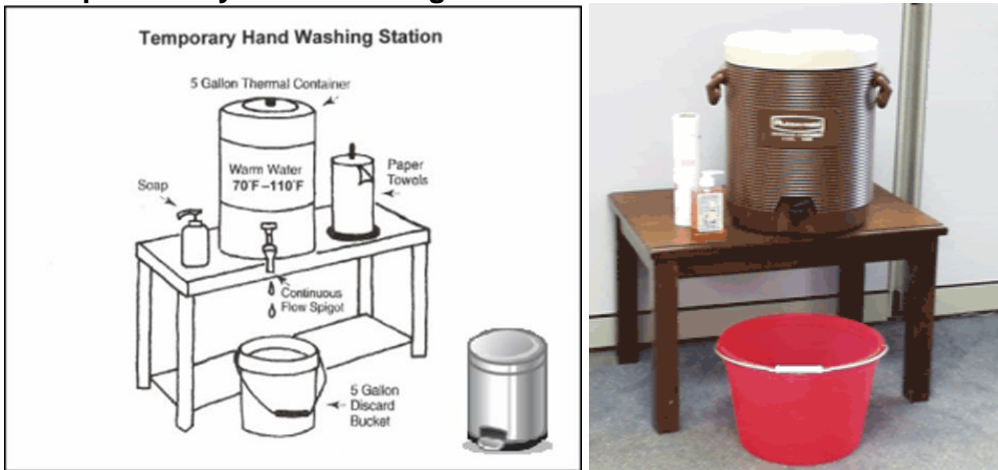 Temporary Hand Washing Station
5 Gallon Thermal Container
Warm Water
70°F –110°F
Paper
Towels
Soap
Continuous
Flow Spigot
5 Gallon
Discard
Bucket